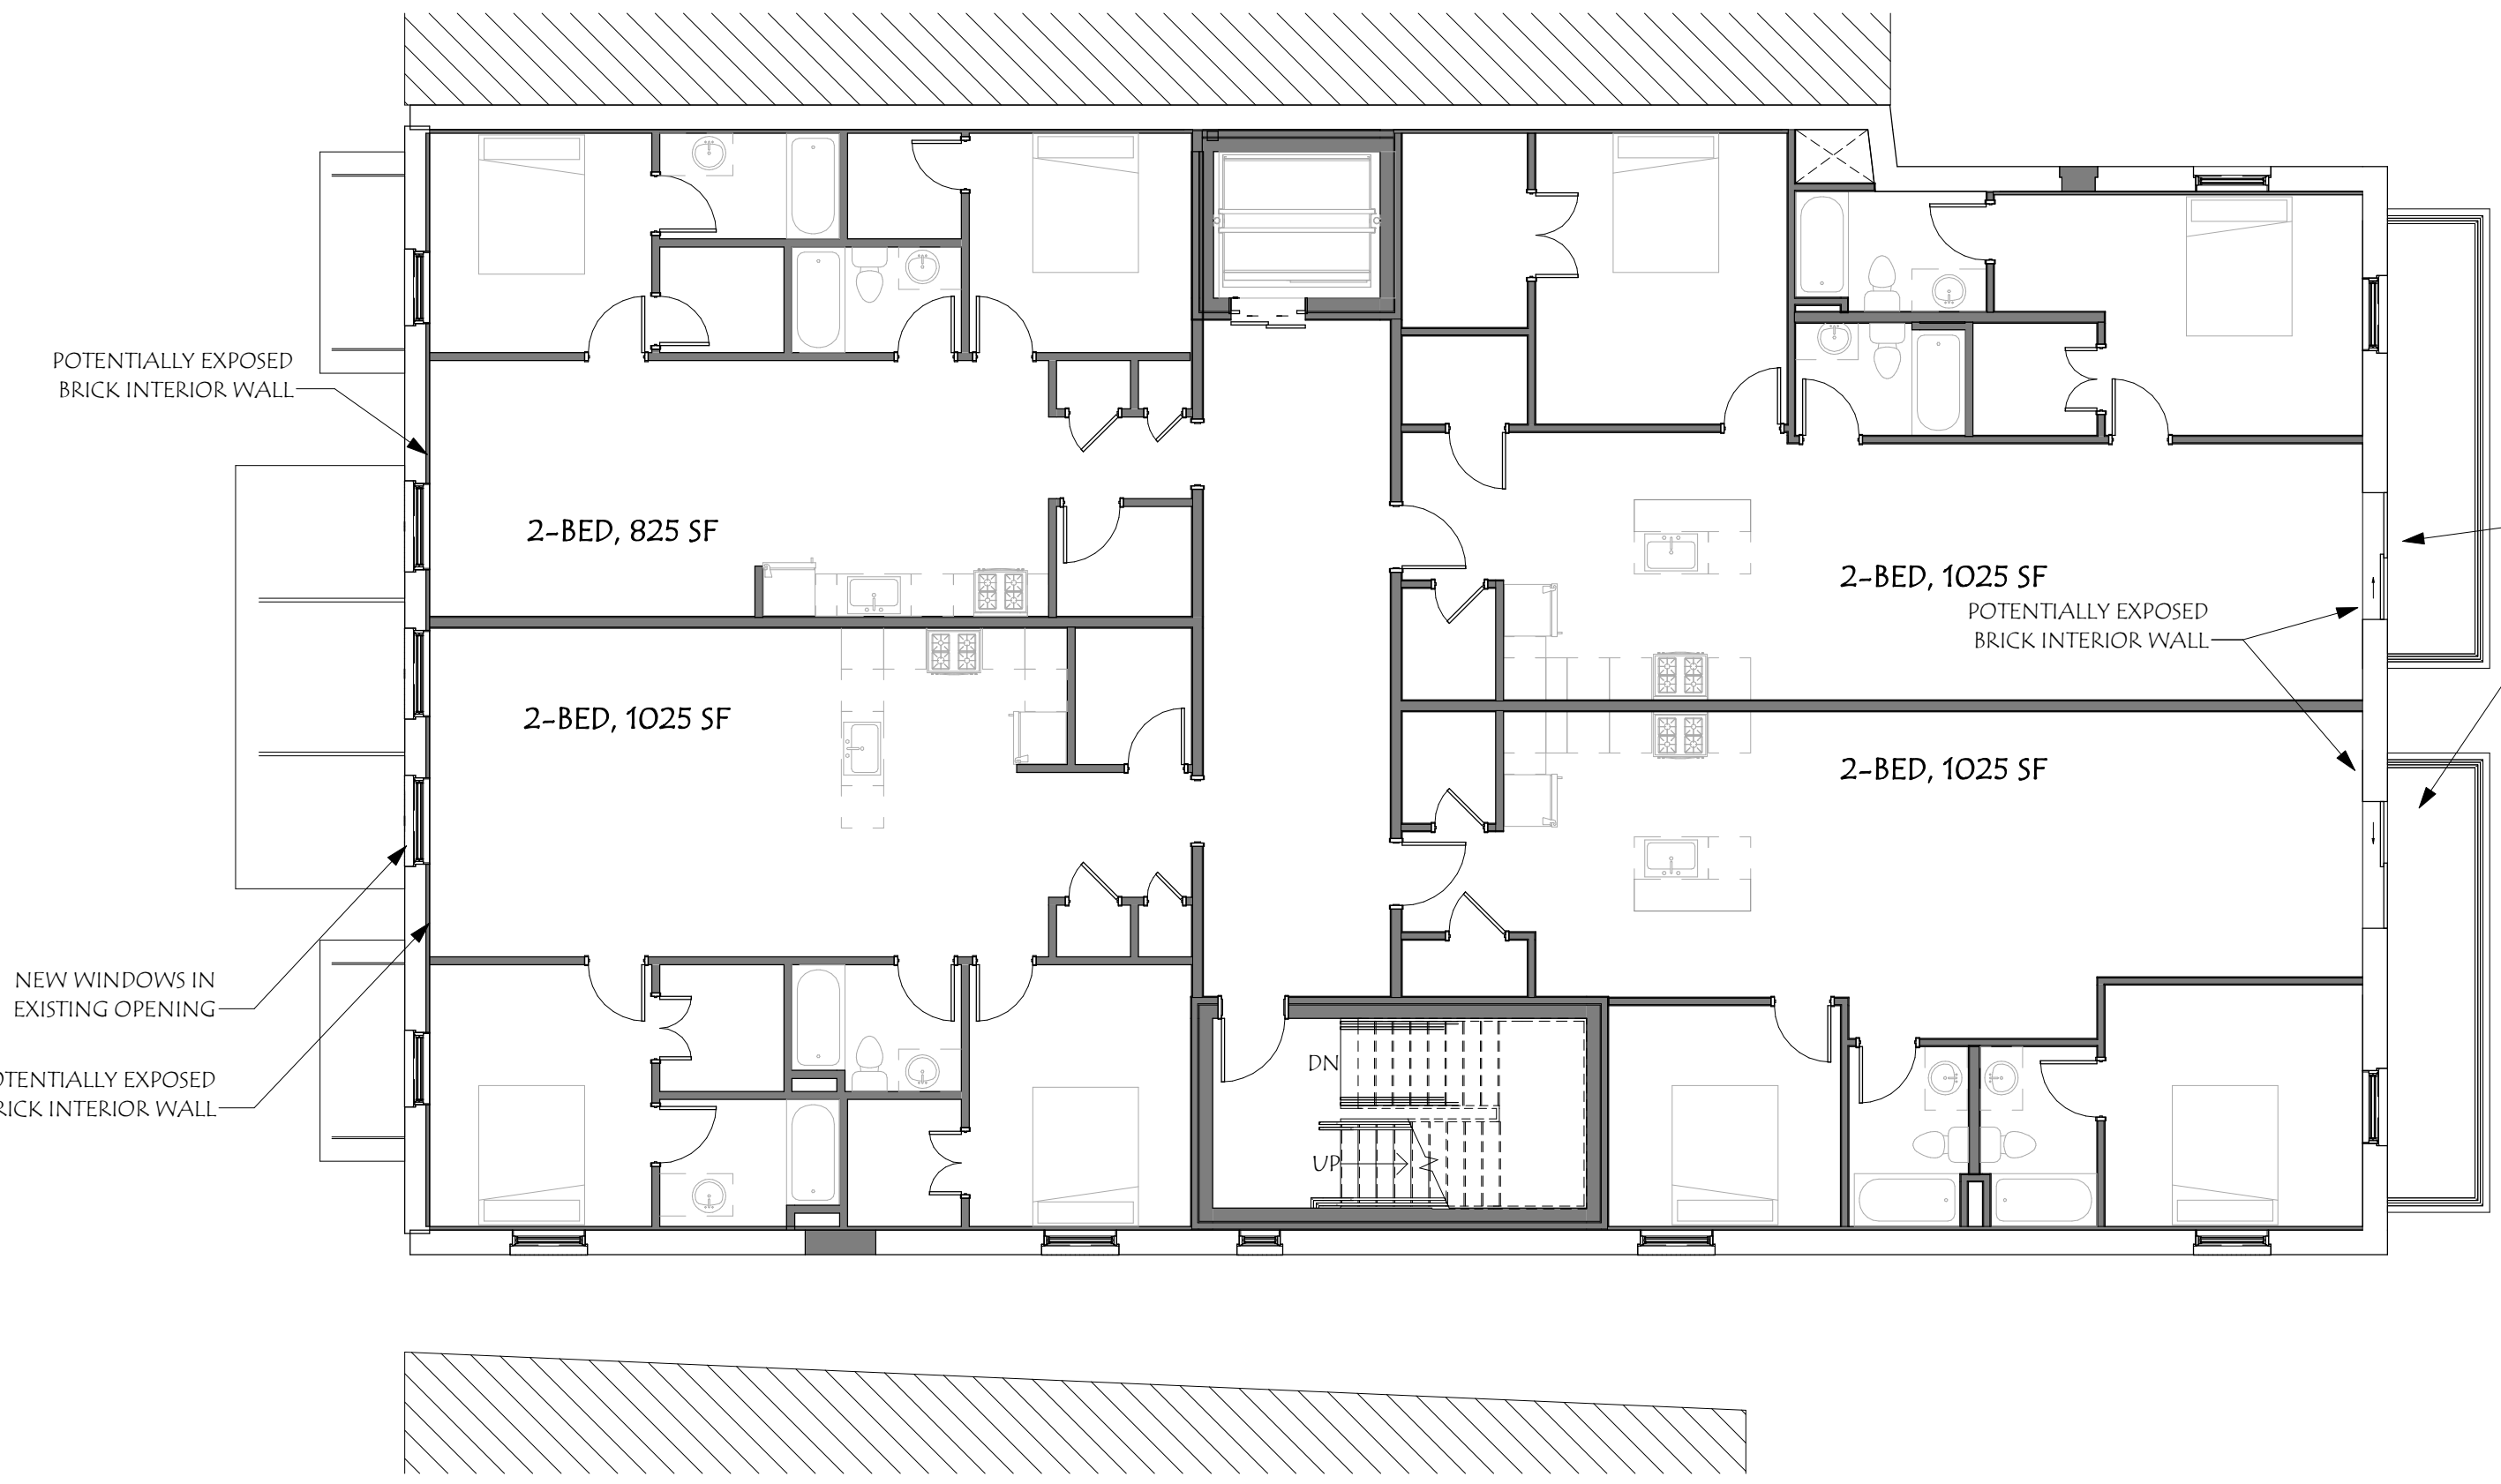 POTENTIALLY EXPOSED
BRICK INTERIOR WALL
2-BED, 825 SF
2-BED, 1025 SF
POTENTIALLY EXPOSED
BRICK INTERIOR WALL
2-BED, 1025 SF
2-BED, 1025 SF
NEW WINDOWS IN
EXISTING OPENING
OTENTIALLY EXPOSED
RICK INTERIOR WALL
DN
UP